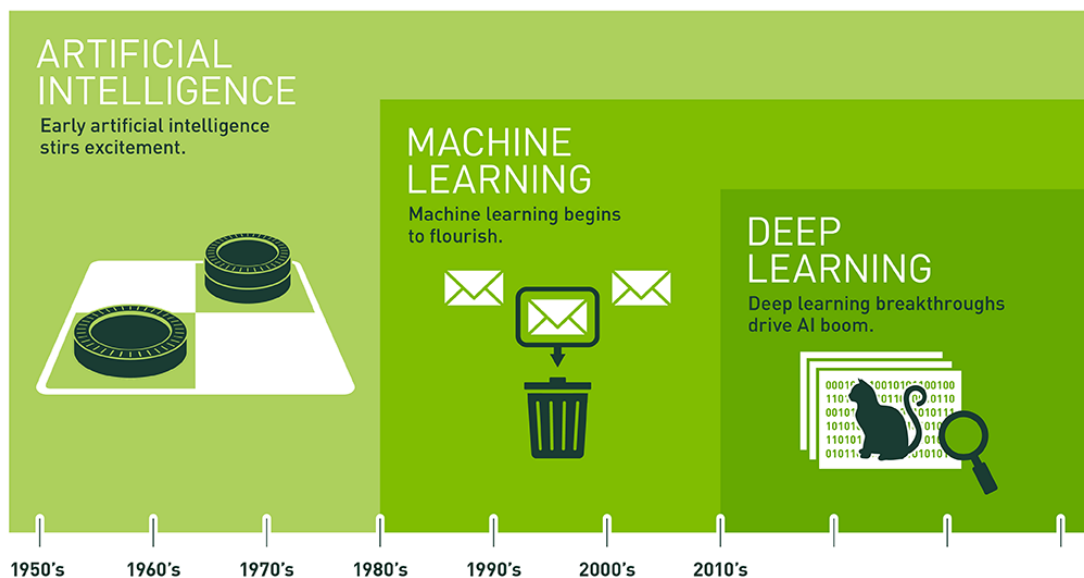 ARTIFICIAL
INTELLIGENCE
Early artificial intelligence
stirs excitement.
MACHINE
LEARNING
Machine learning begins
to flourish.
DEEP
LEARNING
Deep learning breakthroughs
drive AI boom.
1950's
1960's
1970's
1980's
1990's
2000's
2010's